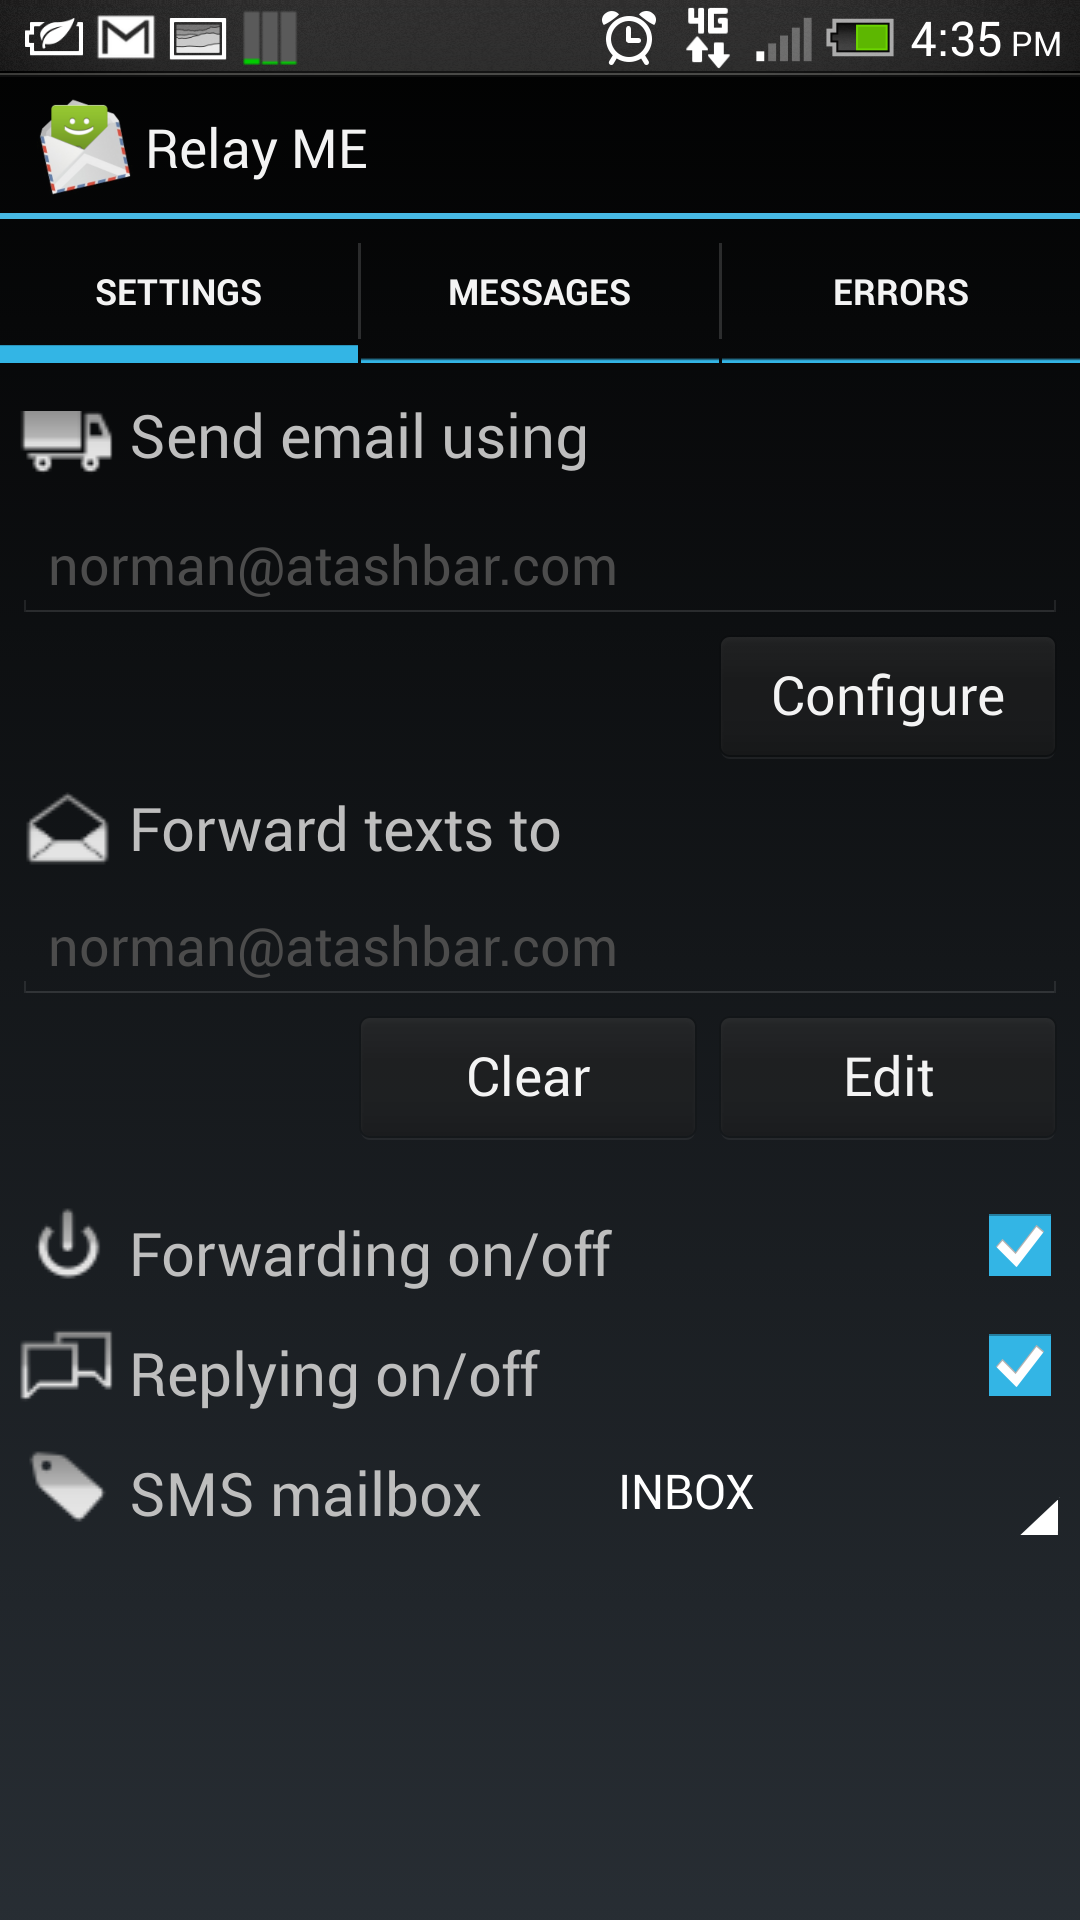 4G
4:35 PM
Relay ME
SETTINGS MESSAGES ERRORS
Send email using
norman@atashbar.com
Configure
Forward texts to
norman@atashbar.com
Clear Edit
Forwarding on/off
Replying on/off
SMS mailbox INBOX